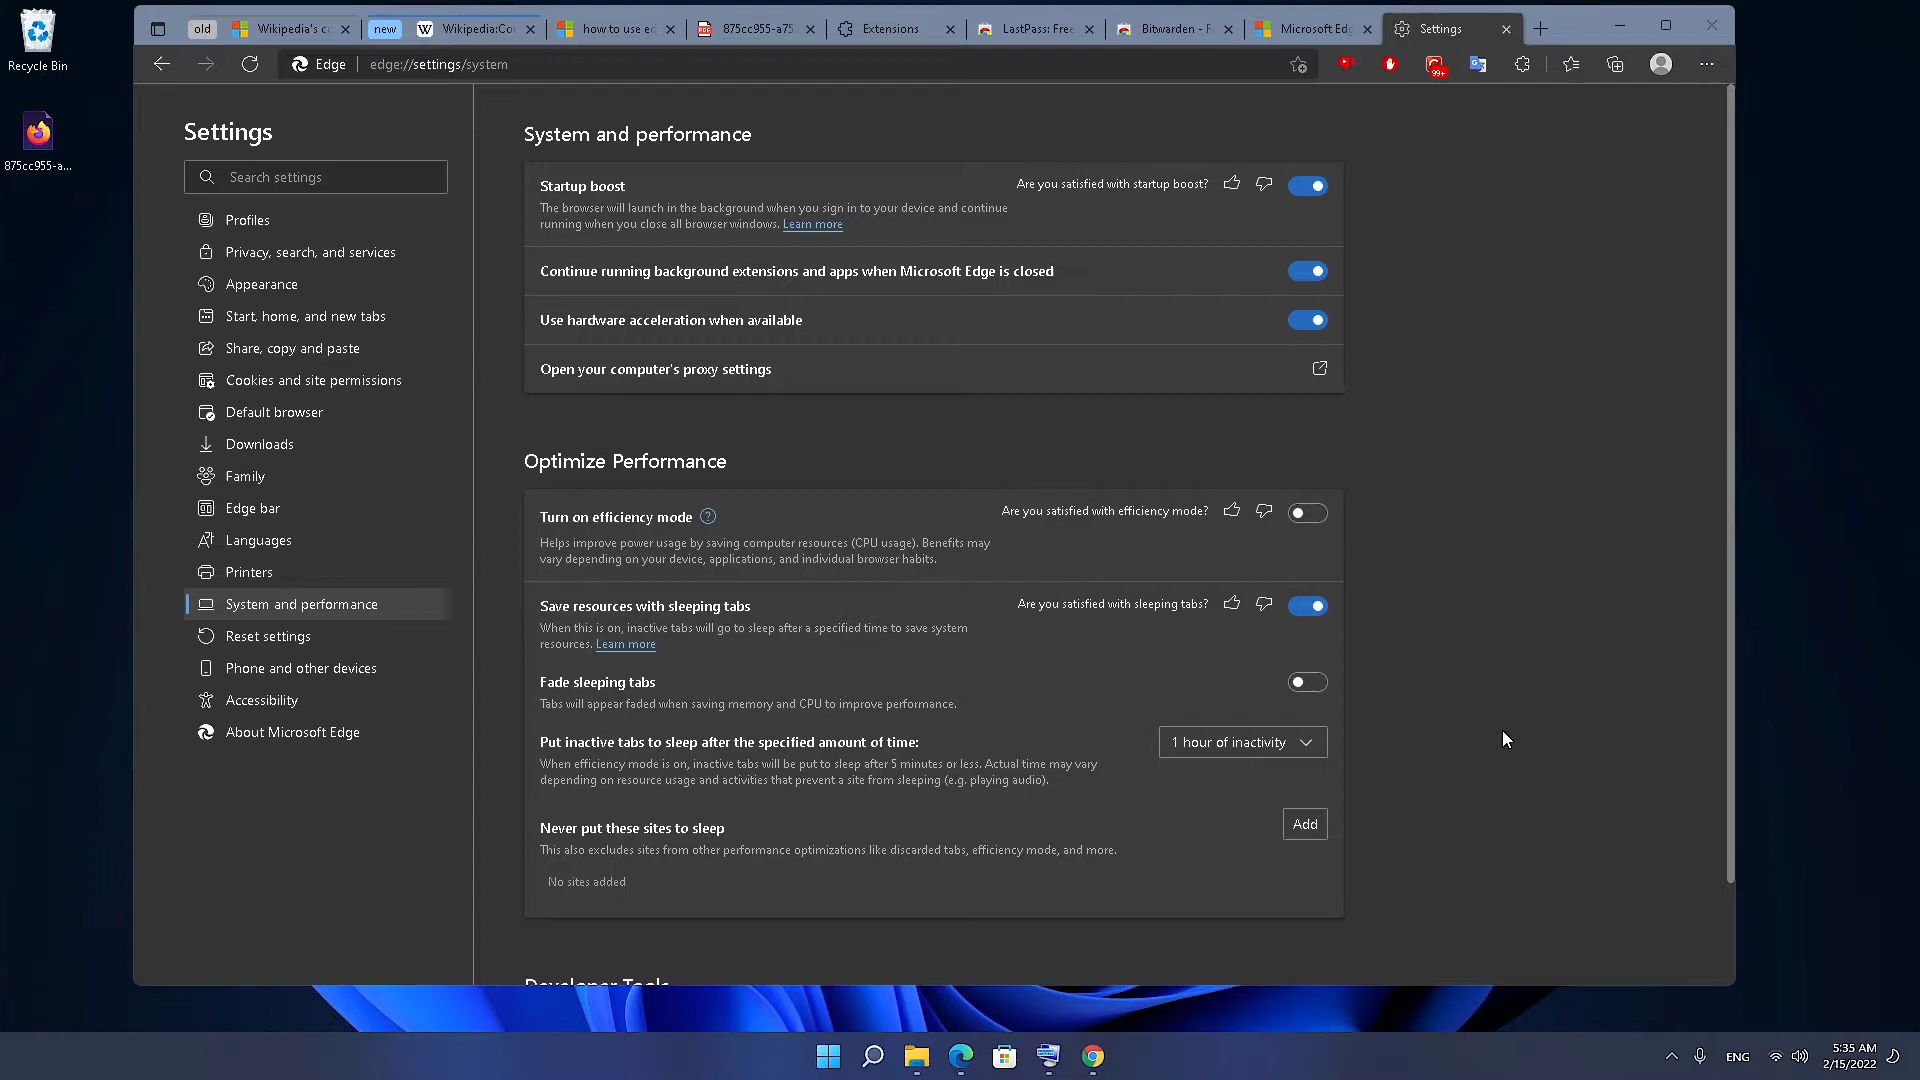 Recycle Bin
875cc955-a...
old
Wikipedia's co
new
Wikipedia:Co
how to use ed
875cc955-a75
Extensions
LastPass: Free
Bitwarden - F
Microsoft Edg
Settings
Edge
edge://settings/system
99+
Settings
Search settings
Profiles
Privacy, search, and services
Appearance
Start, home, and new tabs
Share, copy and paste
Cookies and site permissions
Default browser
Downloads
Family
Edge bar
Languages
Printers
System and performance
Reset settings
Phone and other devices
Accessibility
About Microsoft Edge
System and performance
Startup boost
Are you satisfied with startup boost?
The browser will launch in the background when you sign in to your device and continue
running when you close all browser windows. Learn more
Continue running background extensions and apps when Microsoft Edge is closed
Use hardware acceleration when available
Open your computer's proxy settings
Optimize Performance
Turn on efficiency mode
Are you satisfied with efficiency mode?
Helps improve power usage by saving computer resources (CPU usage). Benefits may
vary depending on your device, applications, and individual browser habits.
Save resources with sleeping tabs
Are you satisfied with sleeping tabs?
When this is on, inactive tabs will go to sleep after a specified time to save system
resources. Learn more
Fade sleeping tabs
Tabs will appear faded when saving memory and CPU to improve performance.
Put inactive tabs to sleep after the specified amount of time:
1 hour of inactivity
When efficiency mode is on, inactive tabs will be put to sleep after 5 minutes or less. Actual time may vary
depending on resource usage and activities that prevent a site from sleeping (e.g. playing audio).
Never put these sites to sleep
Add
This also excludes sites from other performance optimizations like discarded tabs, efficiency mode, and more.
No sites added
Developer Tools
ENG
5:35 AM
2/15/2022